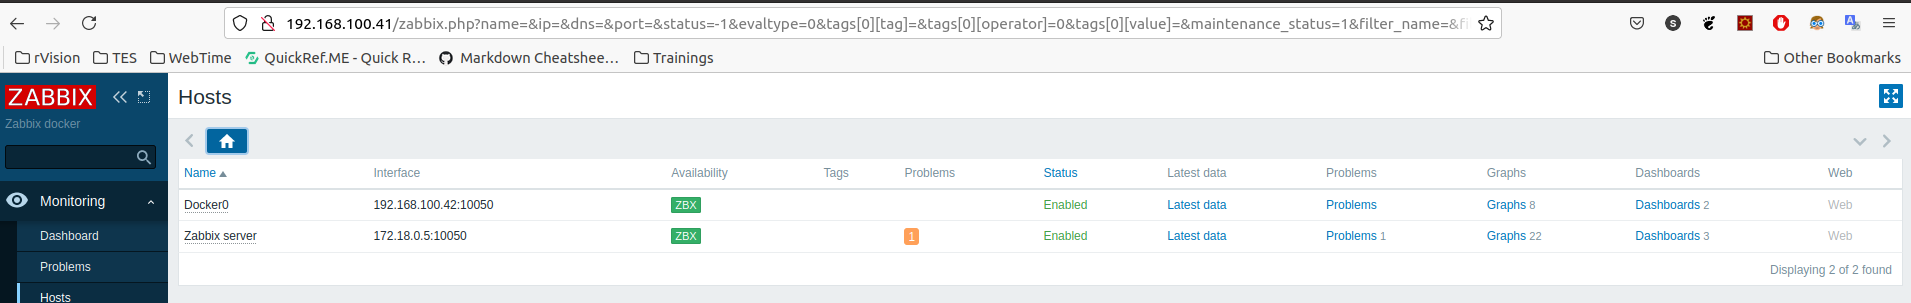 192.168.100.41/zabbix.php?name=&ip=&dns=&port=&status=-1&evaltype=0&tags[0][tag]=&tags[0][operator]=0&tags[0][value]=&maintenance_status=1&filter_name=&fi
rVision TES WebTime QuickRef.ME - Quick R… Markdown Cheatshee… Trainings Other Bookmarks
ZABBIX
Hosts
Zabbix docker
Name Interface Availability Tags Problems Status Latest data Problems Graphs Dashboards Web
Monitoring
Docker0 192.168.100.42:10050 ZBX Enabled Latest data Problems Graphs 8 Dashboards 2 Web
Dashboard
Zabbix server 172.18.0.5:10050 ZBX 1 Enabled Latest data Problems 1 Graphs 22 Dashboards 3 Web
Problems
Displaying 2 of 2 found
Hosts